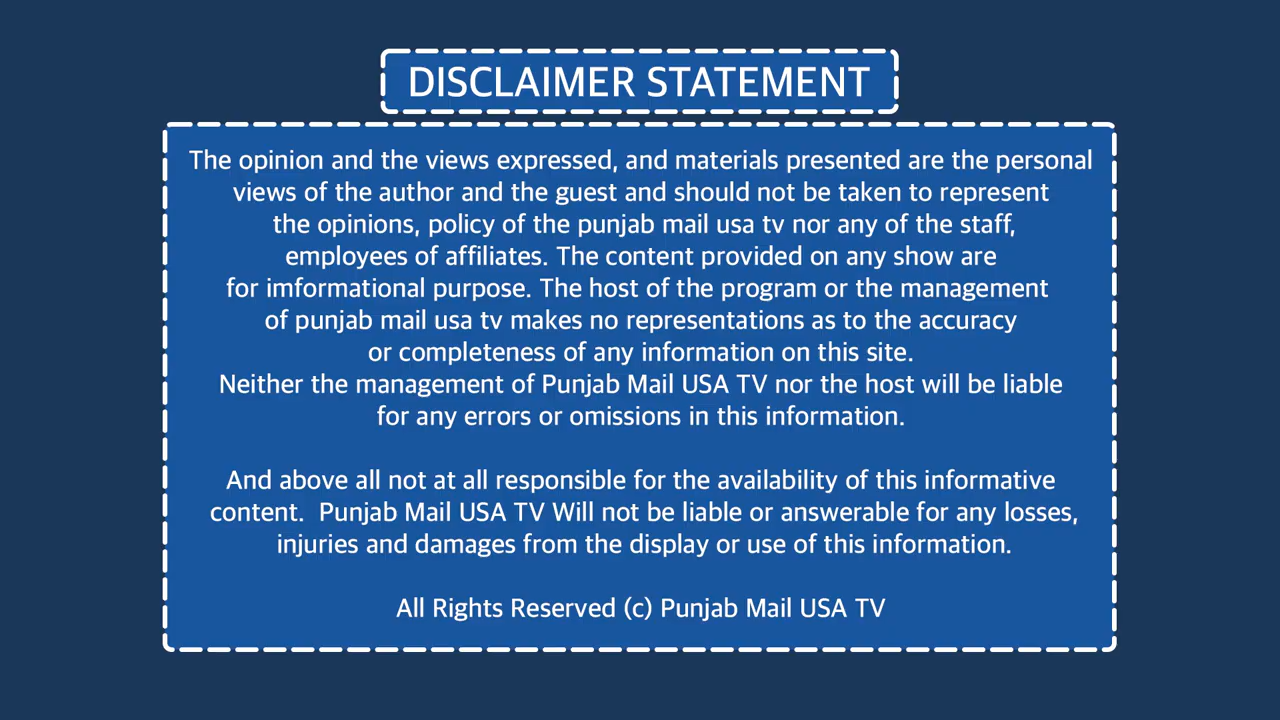 DISCLAIMER STATEMENT
The opinion and the views expressed, and materials presented are the personal
views of the author and the guest and should not be taken to represent
the opinions, policy of the punjab mail usa tv nor any of the staff,
employees of affiliates. The content provided on any show are
for imformational purpose. The host of the program or the management
of punjab mail usa tv makes no representations as to the accuracy
or completeness of any information on this site.
Neither the management of Punjab Mail USA TV nor the host will be liable
for any errors or omissions in this information.
And above all not at all responsible for the availability of this informative
content.  Punjab Mail USA TV Will not be liable or answerable for any losses,
injuries and damages from the display or use of this information.
All Rights Reserved (c) Punjab Mail USA TV